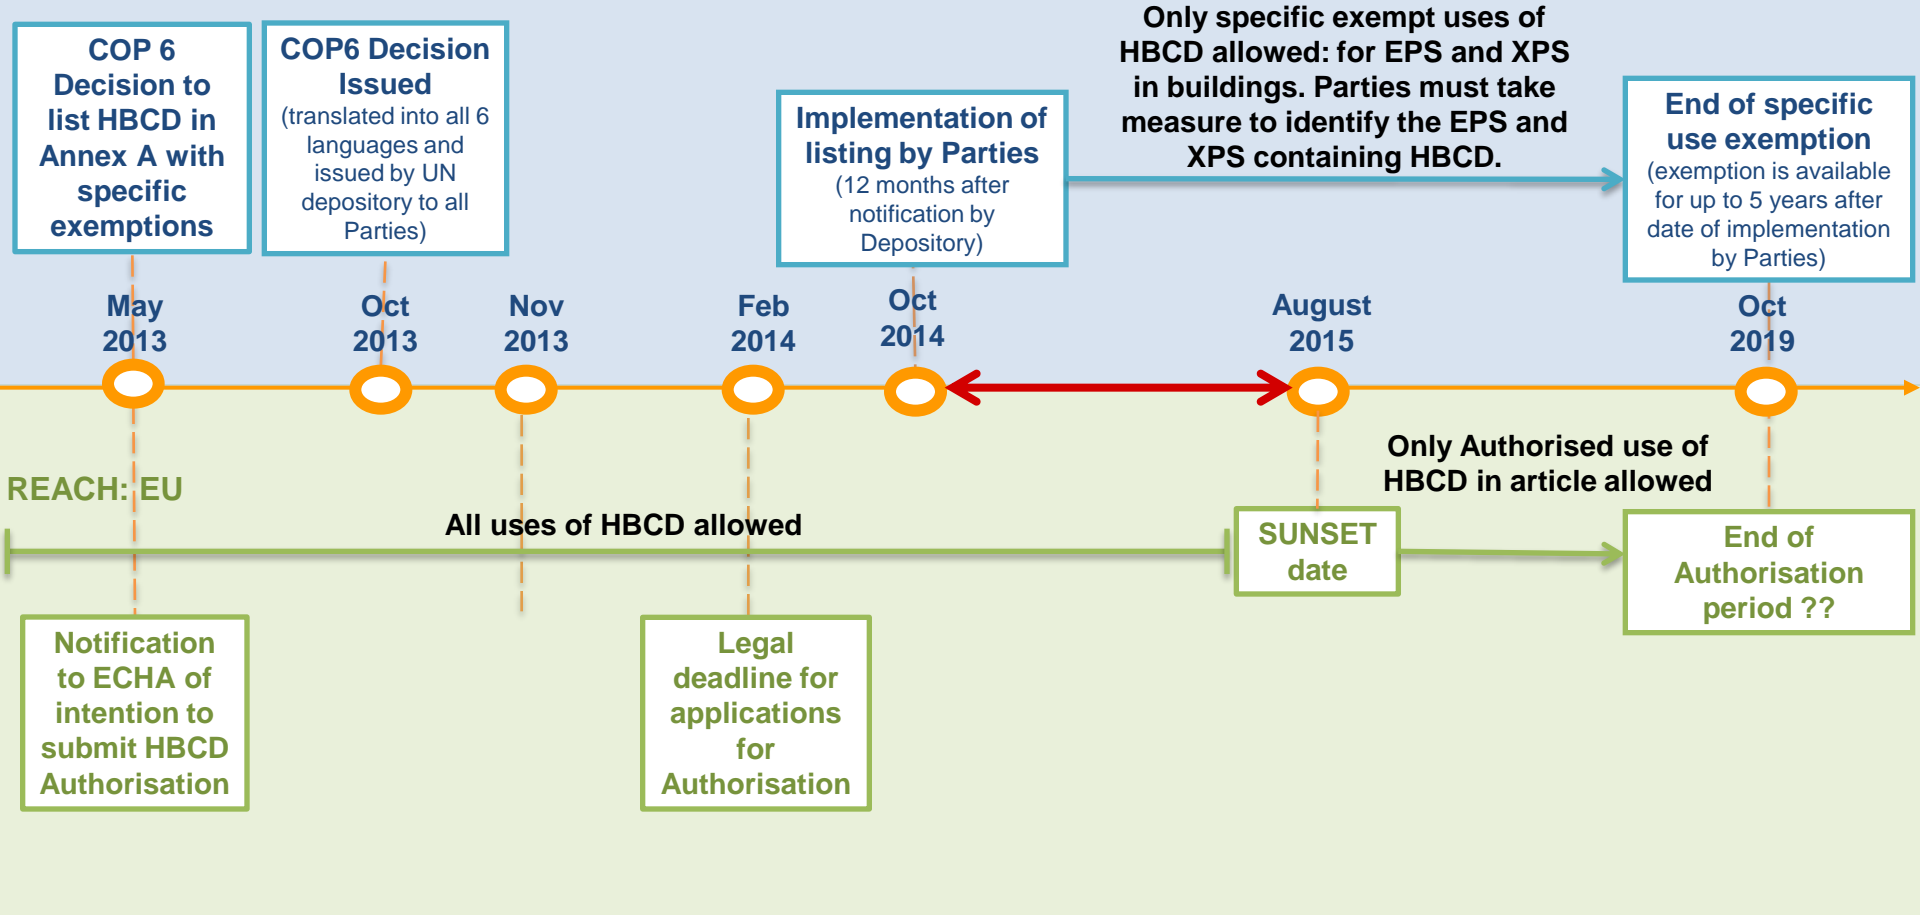 COP 6
Decision to
list HBCD in
Annex A with
specific
exemptions
COP6 Decision
Issued
(translated into all 6
languages and
issued by UN
depository to all
Parties)
Implementation of
listing by Parties
(12 months after
notification by
Depository)
Only specific exempt uses of
HBCD allowed: for EPS and XPS
in buildings. Parties must take
measure to identify the EPS and
XPS containing HBCD.
End of specific
use exemption
(exemption is available
for up to 5 years after
date of implementation
by Parties)
May
2013
Oct
2013
Nov
2013
Feb
2014
Oct
2014
August
2015
Oct
2019
REACH: EU
All uses of HBCD allowed
Only Authorised use of
HBCD in article allowed
SUNSET
date
End of
Authorisation
period ??
Notification
to ECHA of
intention to
submit HBCD
Authorisation
Legal
deadline for
applications
for
Authorisation